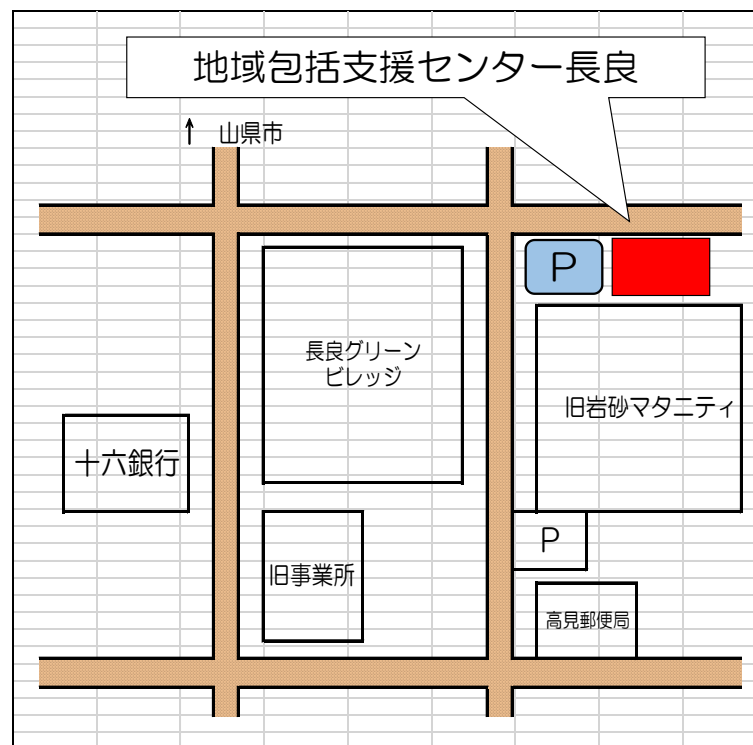 地域包括支援センター長良
↑ 山県市
P
長良グリーン
ビレッジ
旧岩砂マタニティ
十六銀行
P
旧事業所
高見郵便局